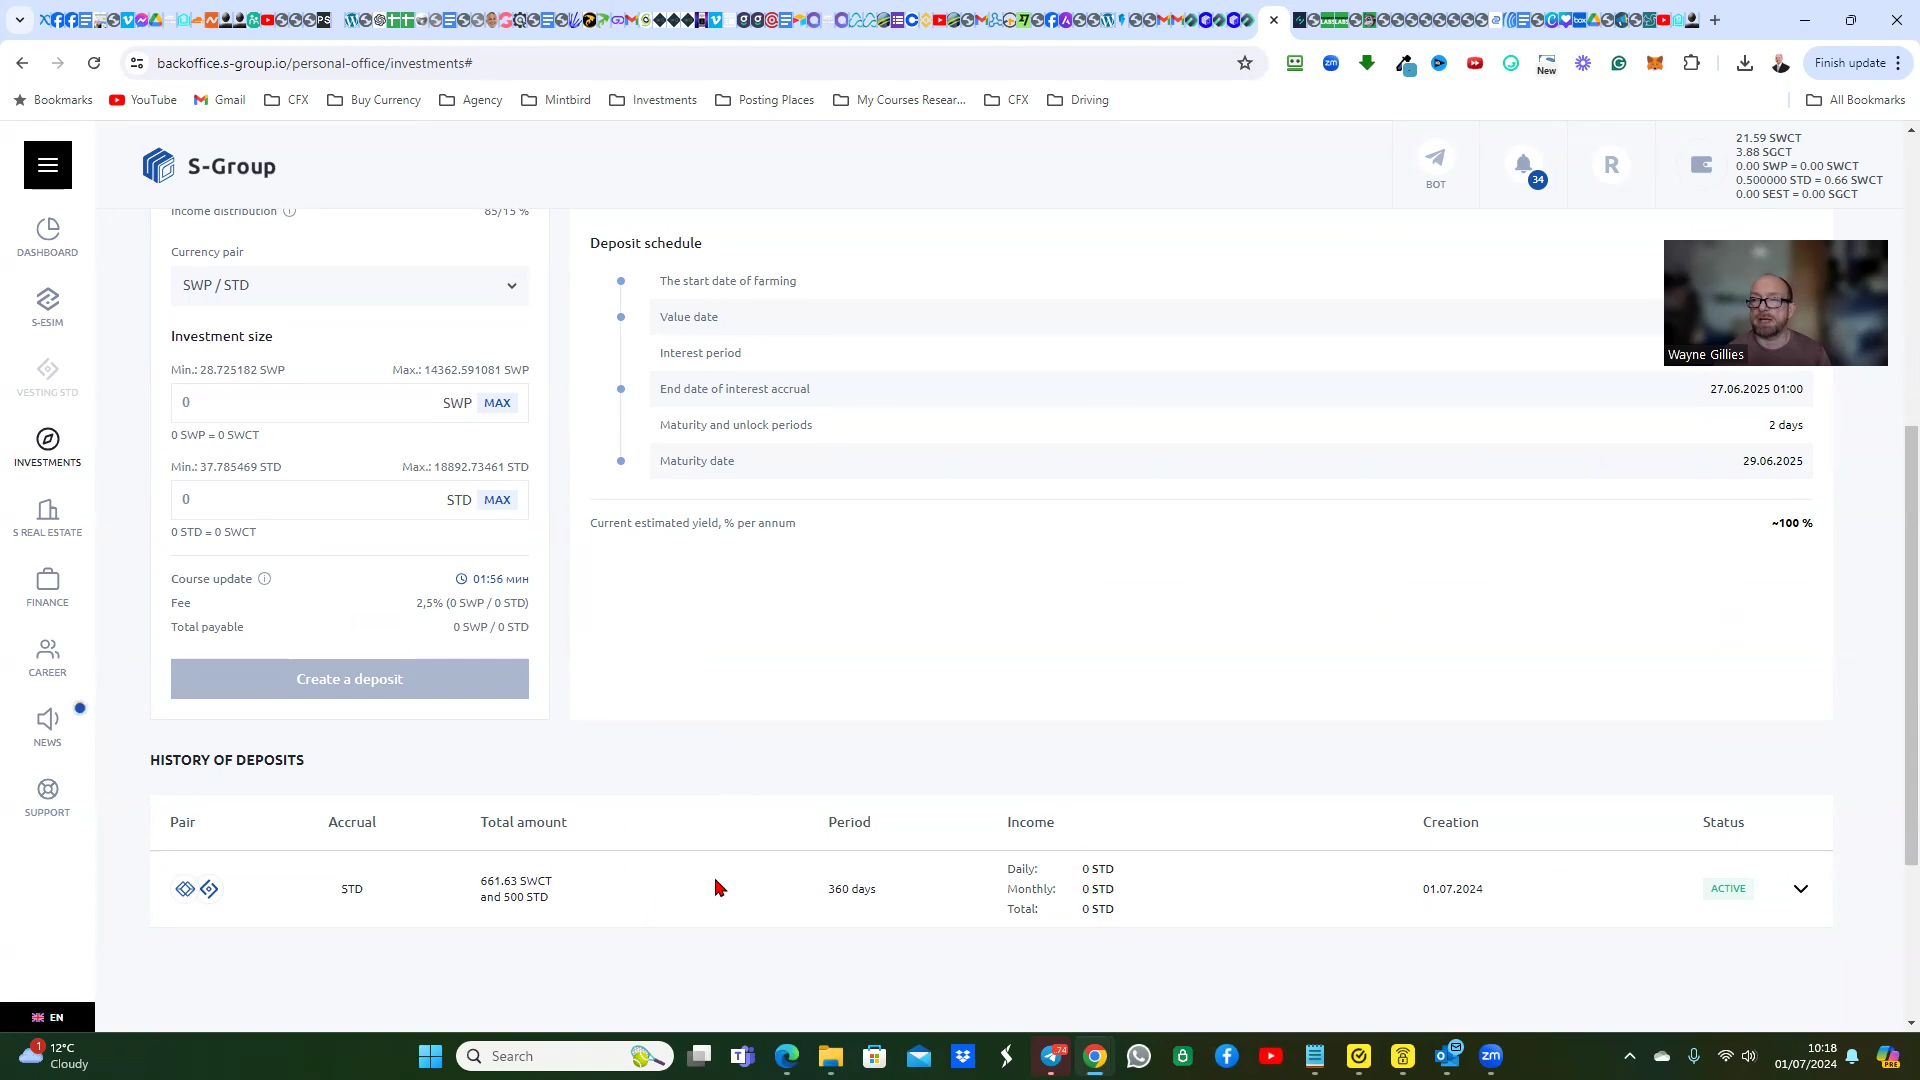 backoffice.s-group.io/personal-office/investments#
New
Finish update
Bookmarks
YouTube
Gmail
CFX
Buy Currency
Agency
Mintbird
Investments
Posting Places
My Courses Resear...
CFX
Driving
All Bookmarks
S-Group
BOT
34
R
21.59 SWCT
3.88 SGCT
0.00 SWP = 0.00 SWCT
0.500000 STD = 0.66 SWCT
0.00 SEST = 0.00 SGCT
DASHBOARD
S-ESIM
VESTING STD
INVESTMENTS
S REAL ESTATE
FINANCE
CAREER
NEWS
SUPPORT
EN
Income distribution
85/15 %
Currency pair
SWP / STD
Investment size
Min.: 28.725182 SWP
Max.: 14362.591081 SWP
0
SWP
MAX
0 SWP = 0 SWCT
Min.: 37.785469 STD
Max.: 18892.73461 STD
0
STD
MAX
0 STD = 0 SWCT
Course update
01:56 мин
Fee
2,5% (0 SWP / 0 STD)
Total payable
0 SWP / 0 STD
Create a deposit
Deposit schedule
The start date of farming
Value date
Interest period
End date of interest accrual
27.06.2025 01:00
Maturity and unlock periods
2 days
Maturity date
29.06.2025
Current estimated yield, % per annum
~100 %
Wayne Gillies
HISTORY OF DEPOSITS
Pair
Accrual
Total amount
Period
Income
Creation
Status
STD
661.63 SWCT
and 500 STD
360 days
Daily: 0 STD
Monthly: 0 STD
Total: 0 STD
01.07.2024
ACTIVE
1
12°C
Cloudy
Search
74
zm
10:18
01/07/2024
PRE